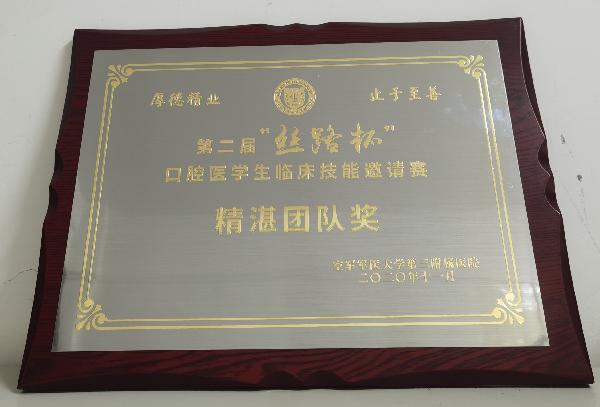 厚德精业 止于至善
第二届“丝路杯”
口腔医学生临床技能邀请赛
精湛团队奖
空军军医大学第三附属医院
二〇二〇年十一月